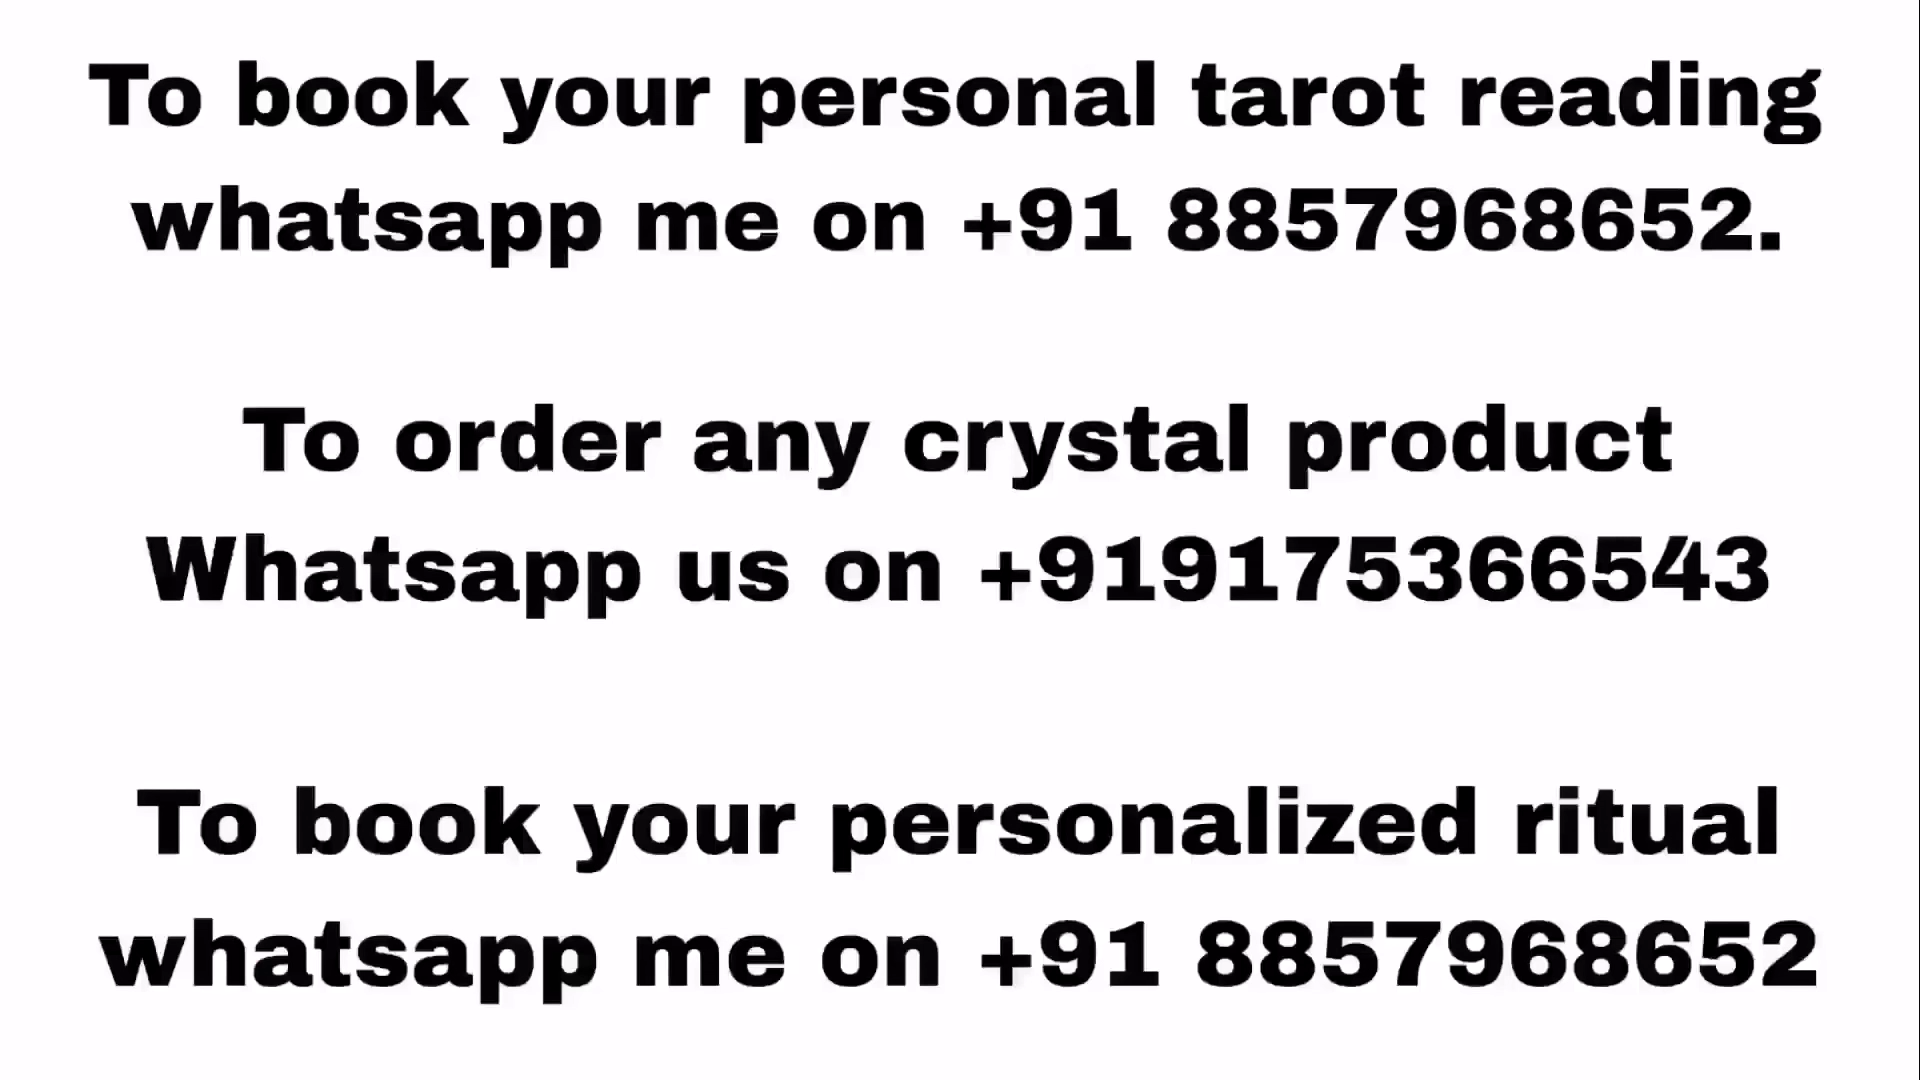 To book your personal tarot reading
whatsapp me on +91 8857968652.
To order any crystal product
Whatsapp us on +919175366543
To book your personalized ritual
whatsapp me on +91 8857968652